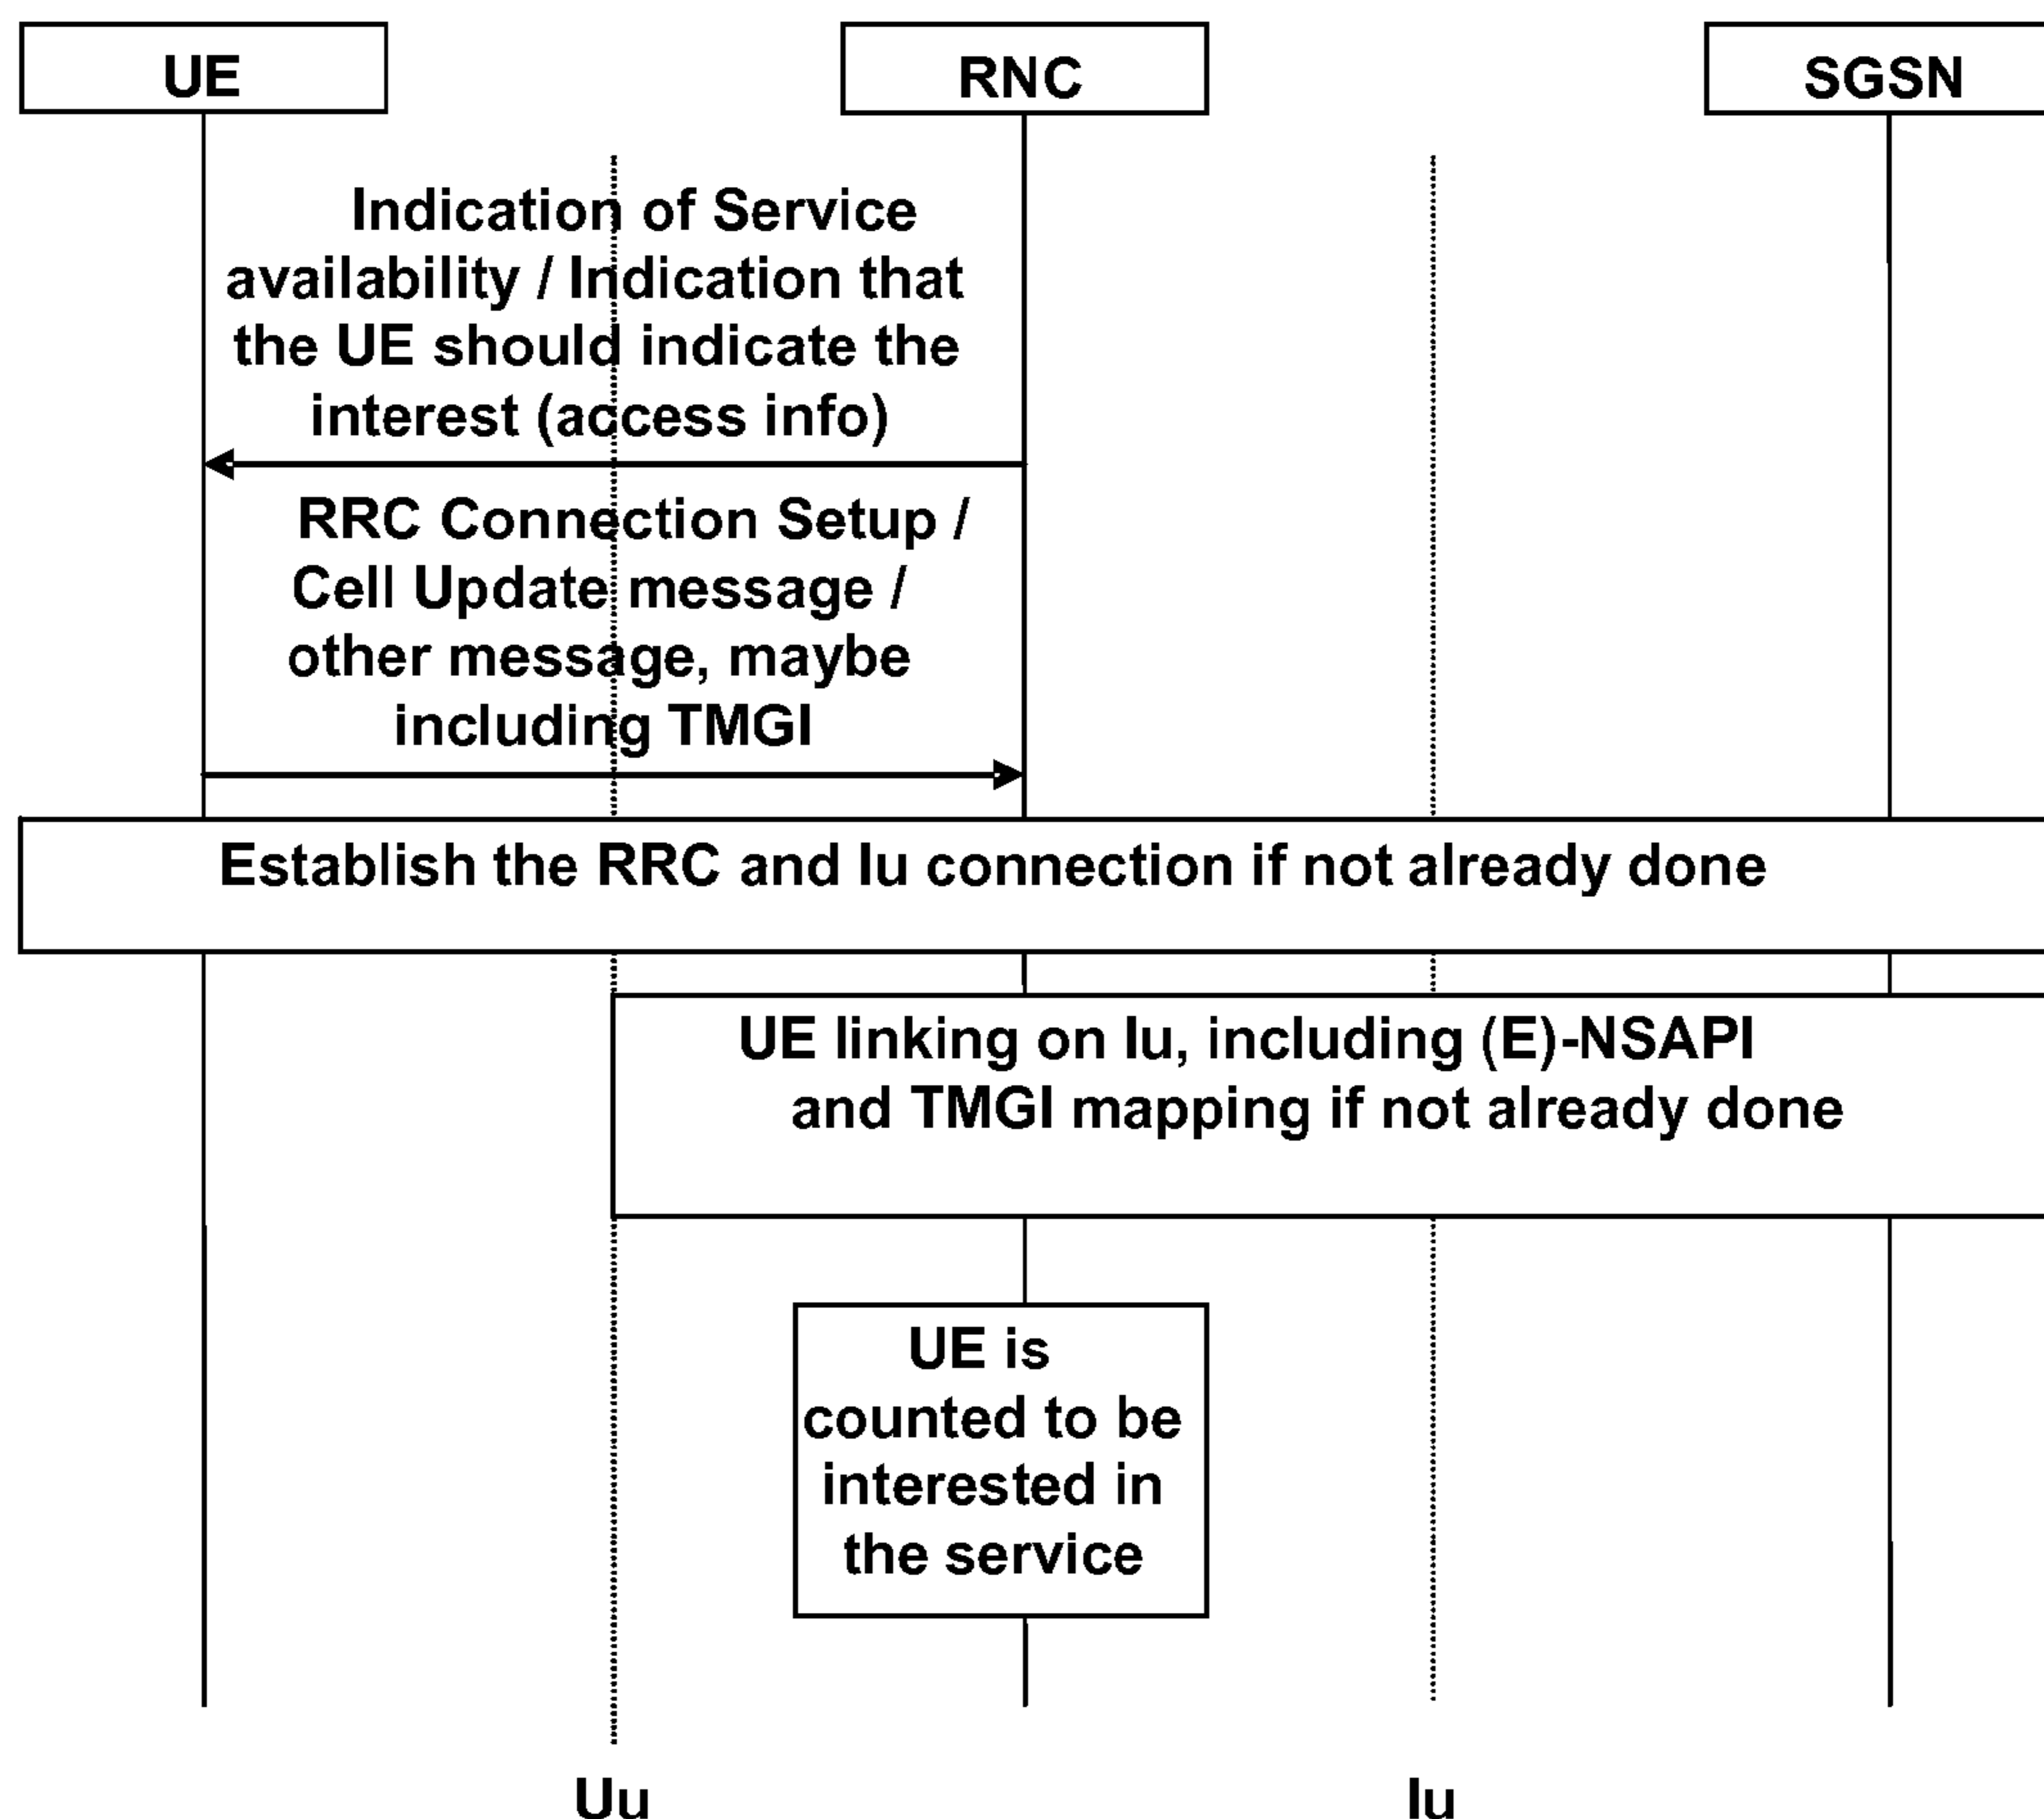 UE
RNC
SGSN
Indication of Service
availability / Indication that
the UE should indicate the
interest (access info)
RRC Connection Setup /
Cell Update message /
other message, maybe
including TMGI
Establish the RRC and Iu connection if not already done
UE linking on Iu, including (E)-NSAPI
and TMGI mapping if not already done
UE is
counted to be
interested in
the service
Uu
Iu